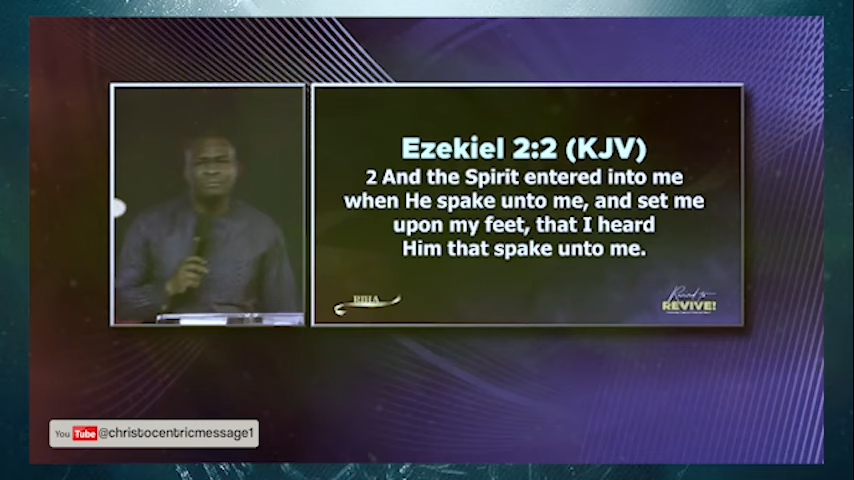 Ezekiel 2:2 (KJV)
2 And the Spirit entered into me
when He spake unto me, and set me
upon my feet, that I heard
Him that spake unto me.
REVIVE!
You Tube @christocentricmessage1